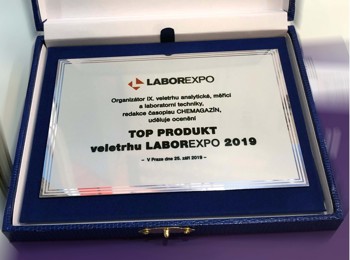 LABOREXPO
Organizátor IX. veletrhu analytické, měřící
a laboratorní techniky,
redakce časopisu CHEMAGAZÍN,
uděluje ocenění
TOP PRODUKT
veletrhu LABOREXPO 2019
– V Praze dne 25. září 2019 –